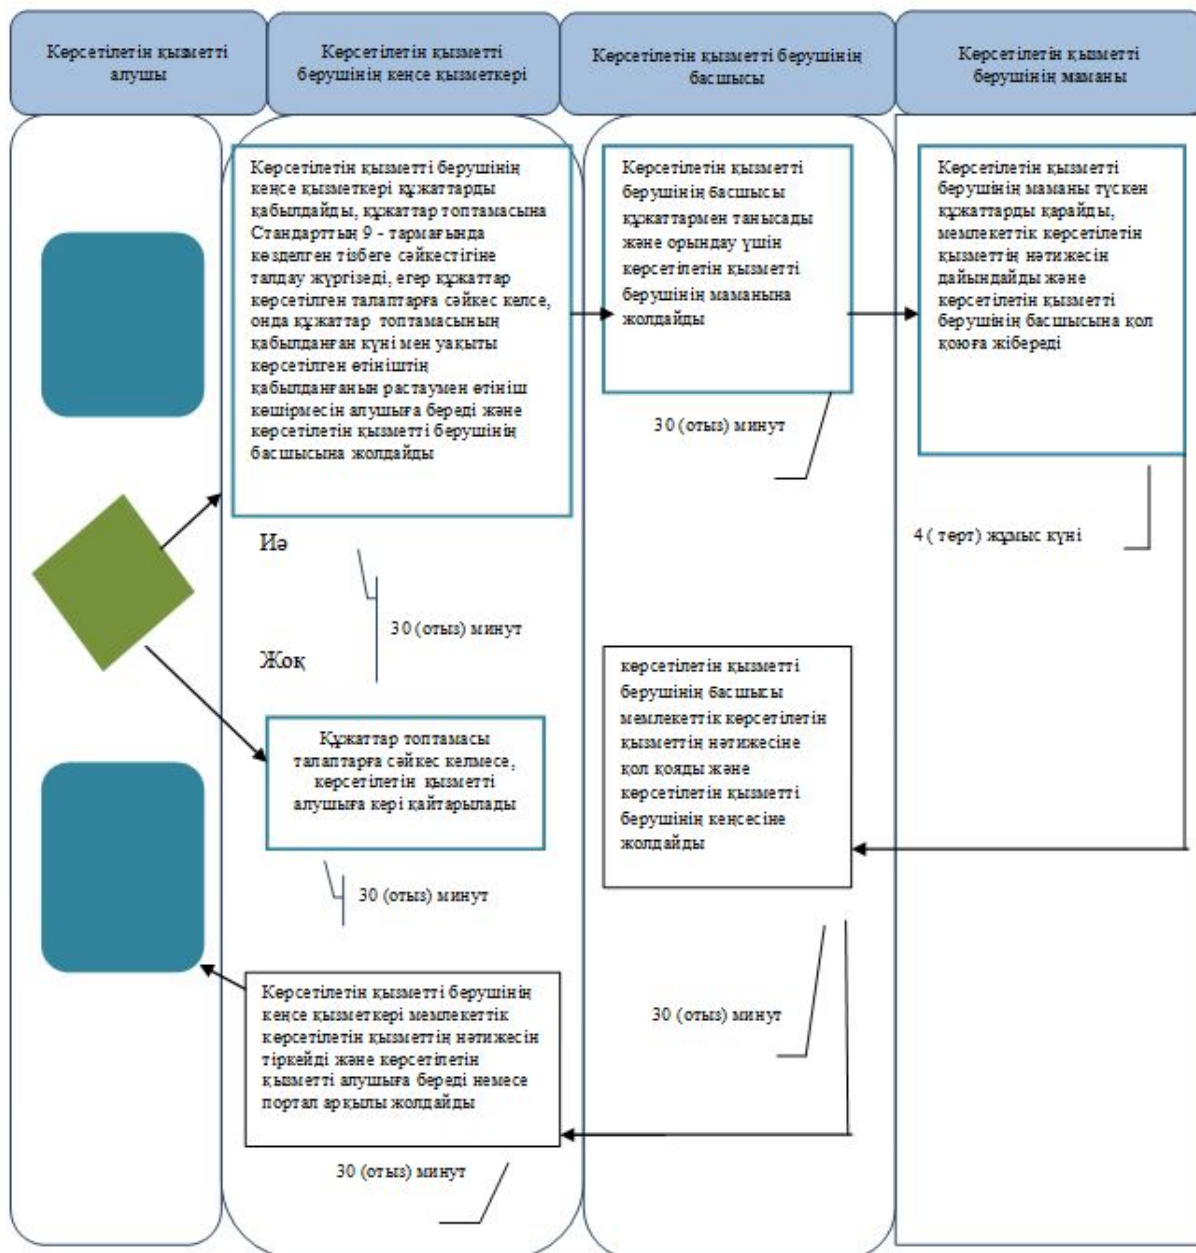 Көрсетілетін қызметті
алушы
Көрсетілетін қызметті
берушінің кеңсе қызметкері
Көрсетілетін қызметті берушінің
басшысы
Көрсетілетін қызметті
берушінің маманы
Көрсетілетін қызметті берушінің
кеңсе қызметкері құжаттарды
қабылдайды, құжаттар топтамасына
Стандарттың 9 - тармағында
көзделген тізбеге сәйкестігіне
талдау жүргізеді, егер құжаттар
көрсетілген талаптарға сәйкес келсе,
онда құжаттар топтамасының
қабылданған күні мен уақыты
көрсетілген өтініштің
қабылданғанын растаумен өтініш
көшірмесін алушыға береді және
көрсетілетін қызметті берушінің
басшысына жолдайды
Көрсетілетін қызметті
берушінің басшысы
құжаттармен танысады
және орындау үшін
көрсетілетін қызметті
берушінің маманына
жолдайды
Көрсетілетін қызметті
берушінің маманы түскен
құжаттарды қарайды,
мемлекеттік көрсетілетін
қызметтің нәтижесін
дайындайды және
көрсетілетін қызметті
берушінің басшысына қол
қоюға жібереді
30 (отыз) минут
4 ( төрт) жұмыс күні
Иә
30 (отыз) минут
Жоқ
Құжаттар топтамасы
талаптарға сәйкес келмесе,
көрсетілетін қызметті
алушыға кері қайтарылады
30 (отыз) минут
көрсетілетін қызметті
берушінің басшысы
мемлекеттік көрсетілетін
қызметтің нәтижесіне
қол қояды және
көрсетілетін қызметті
берушінің кеңсесіне
жолдайды
30 (отыз) минут
Көрсетілетін қызметті берушінің
кеңсе қызметкері мемлекеттік
көрсетілетін қызметтің нәтижесін
тіркейді және көрсетілетін
қызметті алушыға береді немесе
портал арқылы жолдайды
30 (отыз) минут